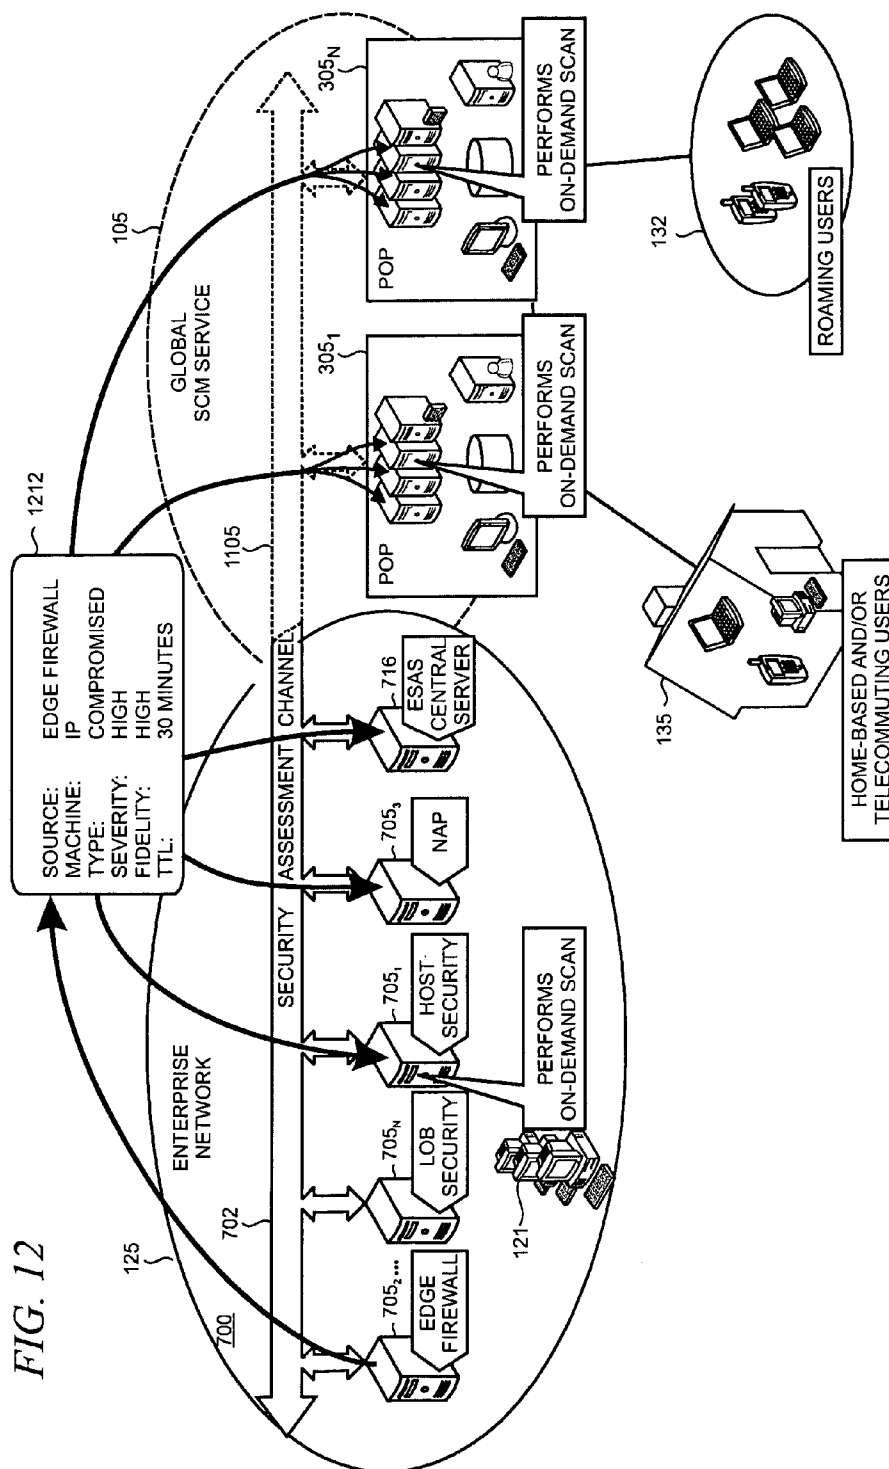 FIG. 12
125
700
ENTERPRISE
NETWORK
702
SECURITY ASSESSMENT CHANNEL
1212
SOURCE: EDGE FIREWALL
MACHINE: IP
TYPE: COMPROMISED
SEVERITY: HIGH
FIDELITY: HIGH
TTL: 30 MINUTES
105
GLOBAL
SCM SERVICE
1105
705₂...
EDGE
FIREWALL
705N
LOB
SECURITY
705₁
HOST
SECURITY
705₃
NAP
716
ESAS
CENTRAL
SERVER
121
PERFORMS
ON-DEMAND SCAN
305₁
POP
PERFORMS
ON-DEMAND SCAN
305N
POP
PERFORMS
ON-DEMAND SCAN
135
HOME-BASED AND/OR
TELECOMMUTING USERS
132
ROAMING USERS